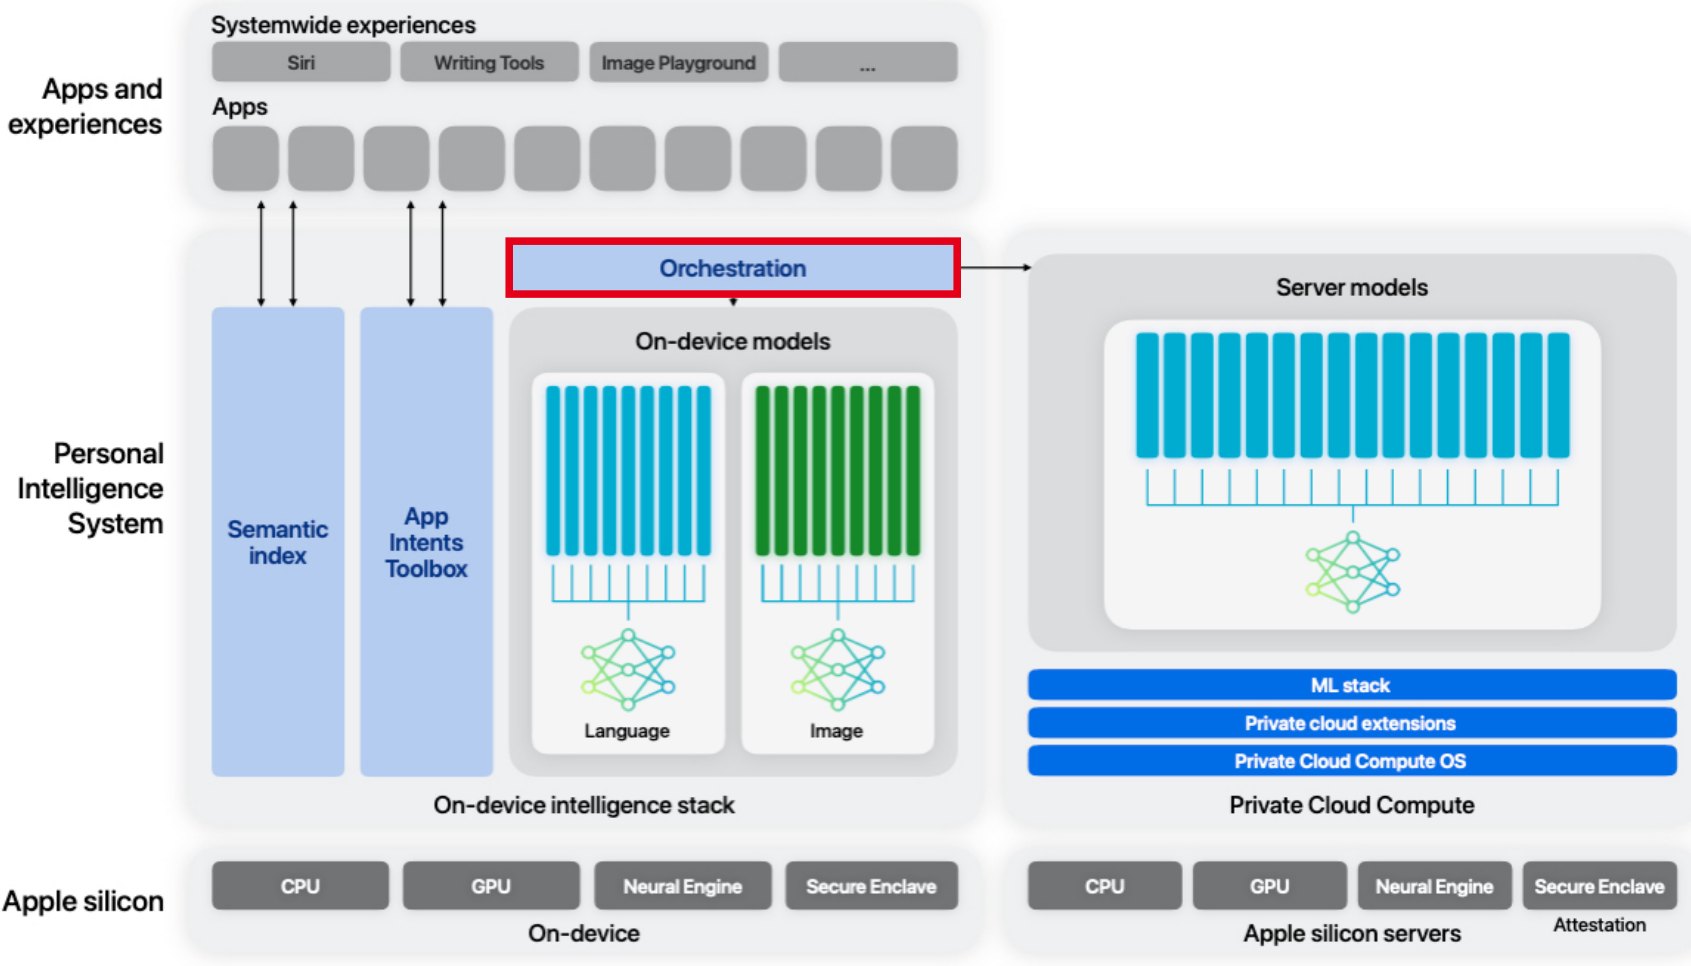 Systemwide experiences
Siri
Writing Tools
Image Playground
...
Apps and
experiences
Apps
Orchestration
Server models
On-device models
Personal
Intelligence
System
Semantic
index
App
Intents
Toolbox
Language
Image
ML stack
Private cloud extensions
Private Cloud Compute OS
On-device intelligence stack
Private Cloud Compute
Apple silicon
CPU
GPU
Neural Engine
Secure Enclave
On-device
CPU
GPU
Neural Engine
Secure Enclave
Attestation
Apple silicon servers